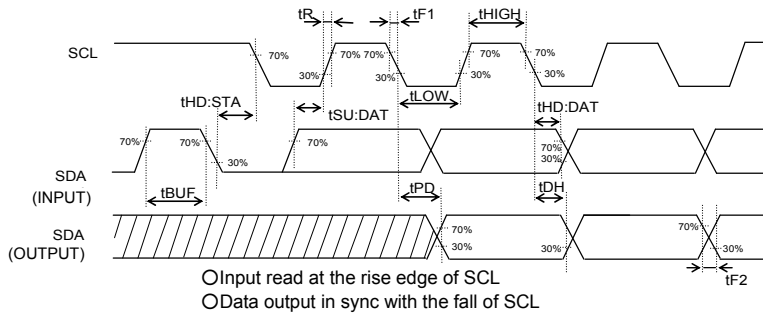 tR tF1 tHIGH
SCL 70% 70% 70% 70%
30% 30% 30%
tHD:STA tLOW
tSU:DAT tHD:DAT
70% 70% 70% 70%
30% 30%
SDA
(INPUT)
tBUF tPD tDH
SDA
(OUTPUT)
70% 70%
30% 30% 30%
tF2
○Input read at the rise edge of SCL
○Data output in sync with the fall of SCL